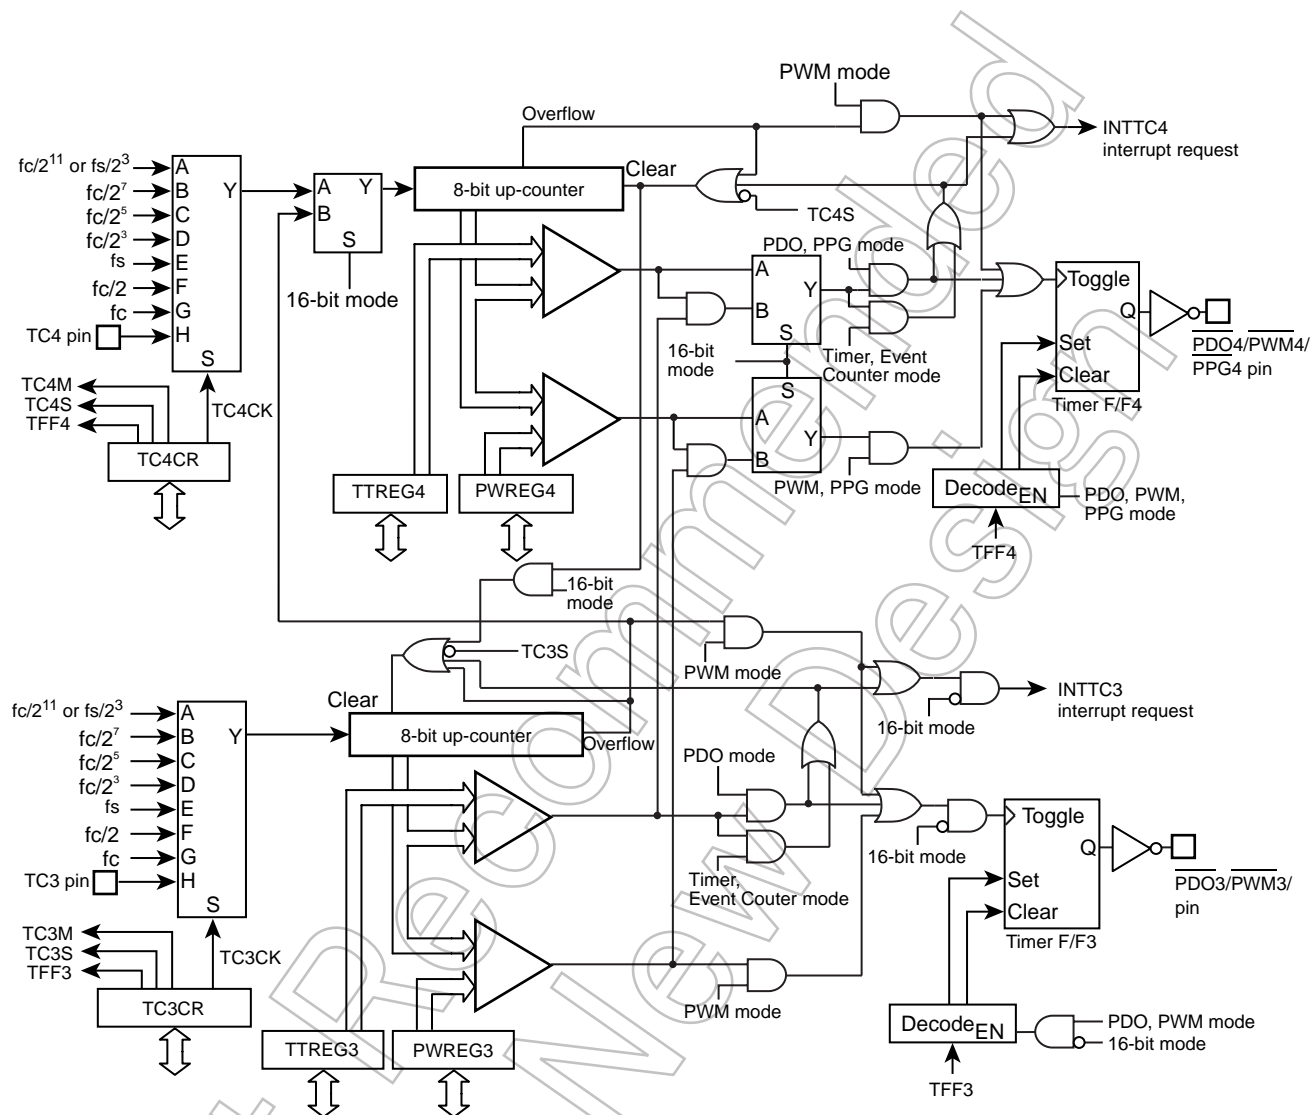 PWM mode
Overflow
INTTC4
interrupt request
fc/2¹¹ or fs/2³
fc/2⁷
fc/2⁵
fc/2³
fs
fc/2
fc
TC4 pin
A
B
C
D
E
F
G
H
Y
S
A
B
Y
S
16-bit mode
8-bit up-counter
Clear
TC4S
PDO, PPG mode
A
B
Y
S
16-bit
mode
Timer, Event
Counter mode
S
A
B
Y
PWM, PPG mode
Toggle
Q
Set
Clear
Timer F/F4
PDO4/PWM4/
PPG4 pin
TC4M
TC4S
TFF4
TC4CK
TC4CR
TTREG4
PWREG4
Decode EN
PDO, PWM,
PPG mode
TFF4
16-bit
mode
TC3S
PWM mode
INTTC3
interrupt request
16-bit mode
Clear
8-bit up-counter
Overflow
fc/2¹¹ or fs/2³
fc/2⁷
fc/2⁵
fc/2³
fs
fc/2
fc
TC3 pin
A
B
C
D
E
F
G
H
Y
S
PDO mode
Timer,
Event Couter mode
16-bit mode
Toggle
Q
Set
Clear
Timer F/F3
PDO3/PWM3/
pin
TC3M
TC3S
TFF3
TC3CK
TC3CR
TTREG3
PWREG3
PWM mode
Decode EN
PDO, PWM mode
16-bit mode
TFF3
Not Recommended
New Design